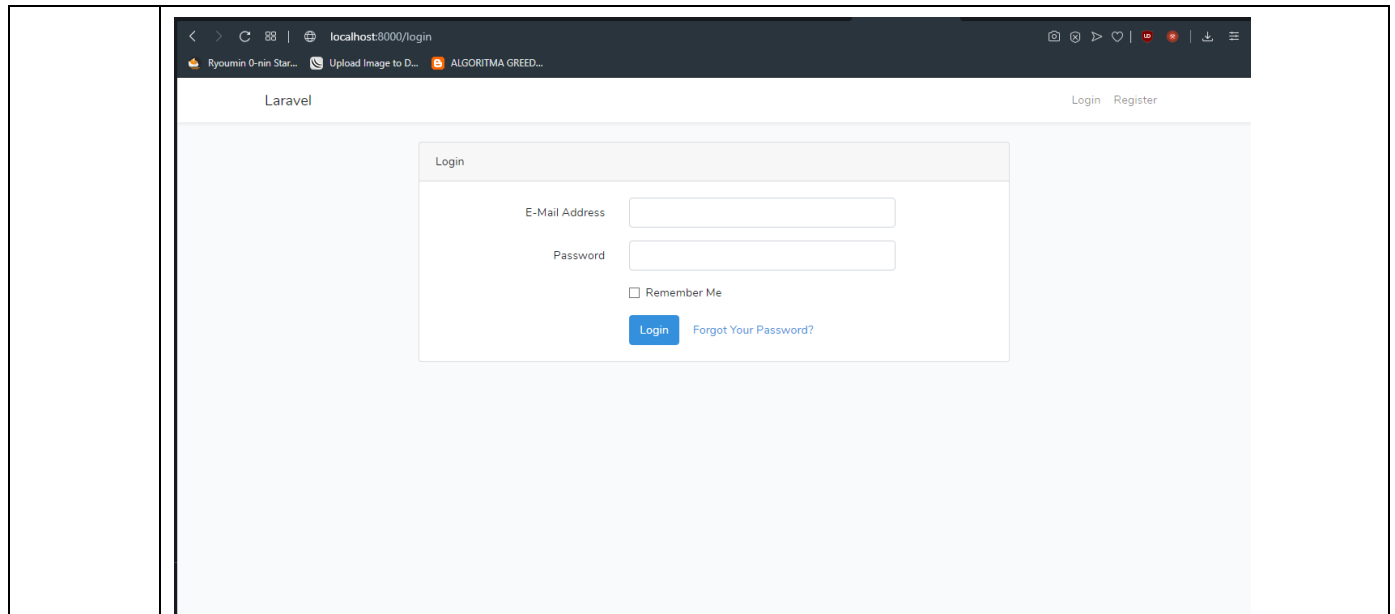 localhost:8000/login
Ryoumin 0-nin Star... Upload Image to D... ALGORITMA GREED...
Laravel Login Register
Login
E-Mail Address
Password
Remember Me
Login Forgot Your Password?